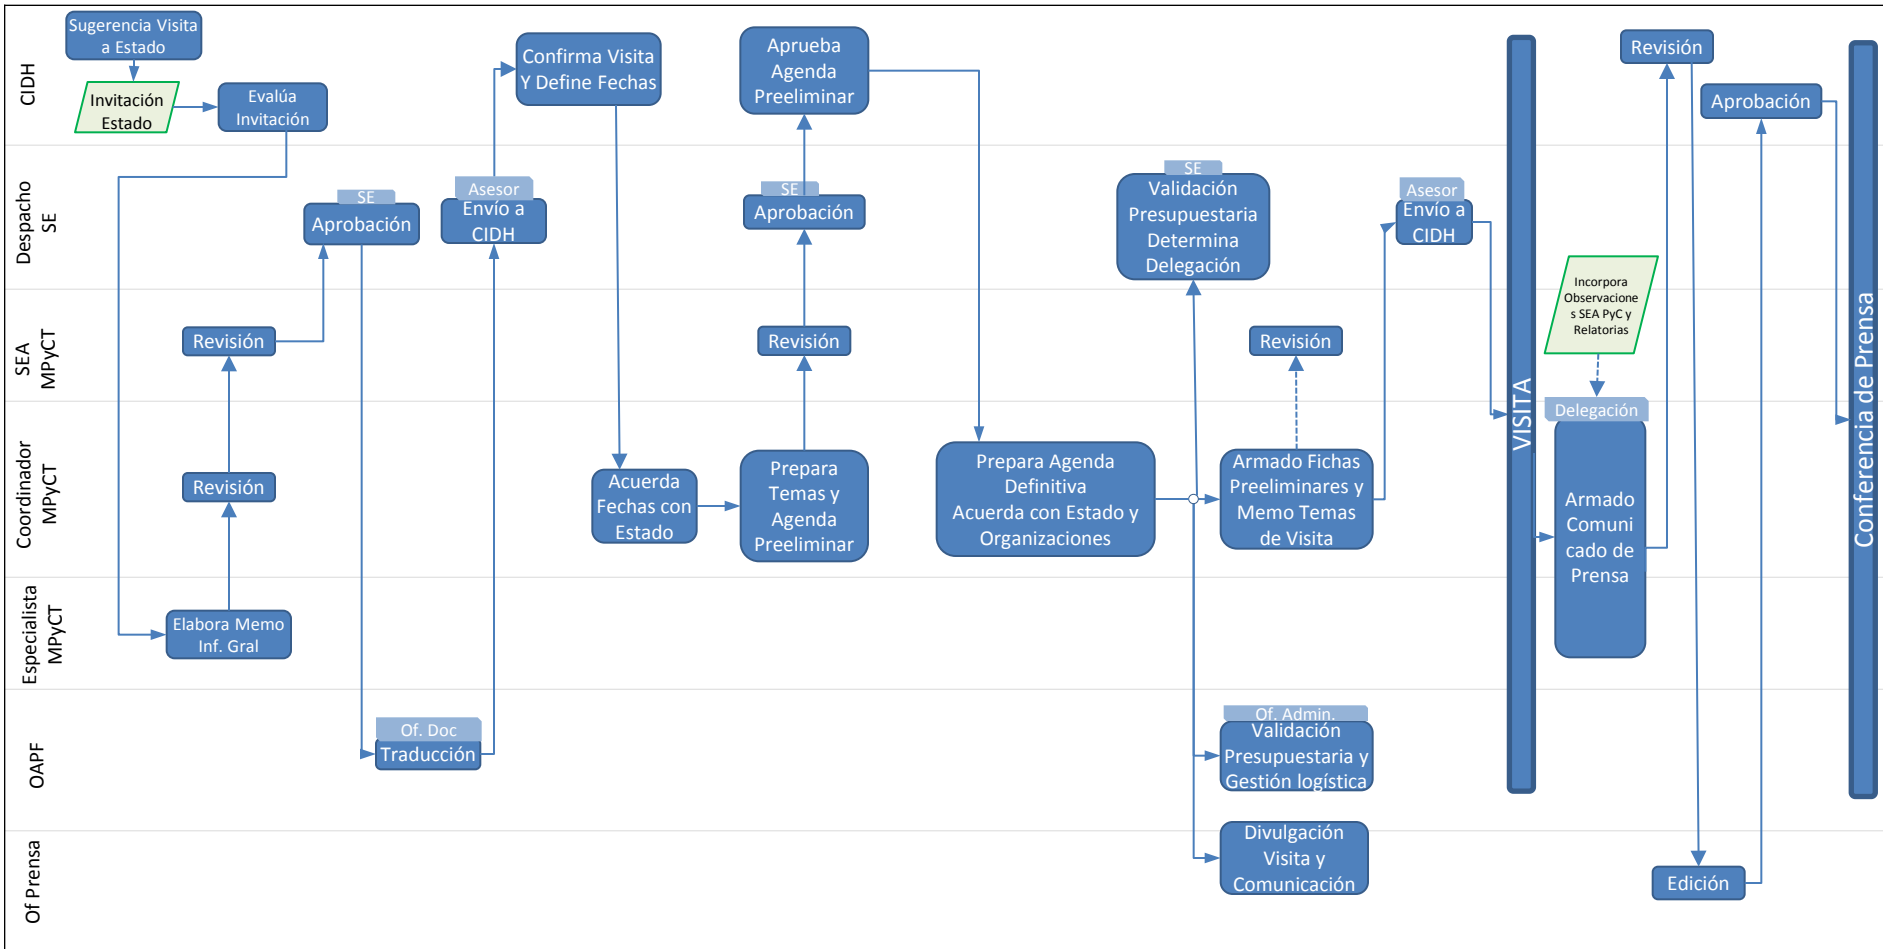 CIDH
Sugerencia Visita
a Estado
Invitación
Estado
Evalúa
Invitación
Confirma Visita
Y Define Fechas
Aprueba
Agenda
Preeliminar
Revisión
Aprobación
Despacho
SE
SE
Aprobación
Asesor
Envío a
CIDH
SE
Aprobación
SE
Validación
Presupuestaria
Determina
Delegación
Asesor
Envío a
CIDH
SEA
MPyCT
Revisión
Revisión
Revisión
Incorpora
Observacione
s SEA PyC y
Relatorias
Coordinador
MPyCT
Revisión
Acuerda
Fechas con
Estado
Prepara
Temas y
Agenda
Preeliminar
Prepara Agenda
Definitiva
Acuerda con Estado y
Organizaciones
Armado Fichas
Preeliminares y
Memo Temas
de Visita
VISITA
Delegación
Armado
Comuni
cado de
Prensa
Conferencia de Prensa
Especialista
MPyCT
Elabora Memo
Inf. Gral
OAPF
Of. Doc
Traducción
Of. Admin.
Validación
Presupuestaria y
Gestión logística
Of Prensa
Divulgación
Visita y
Comunicación
Edición